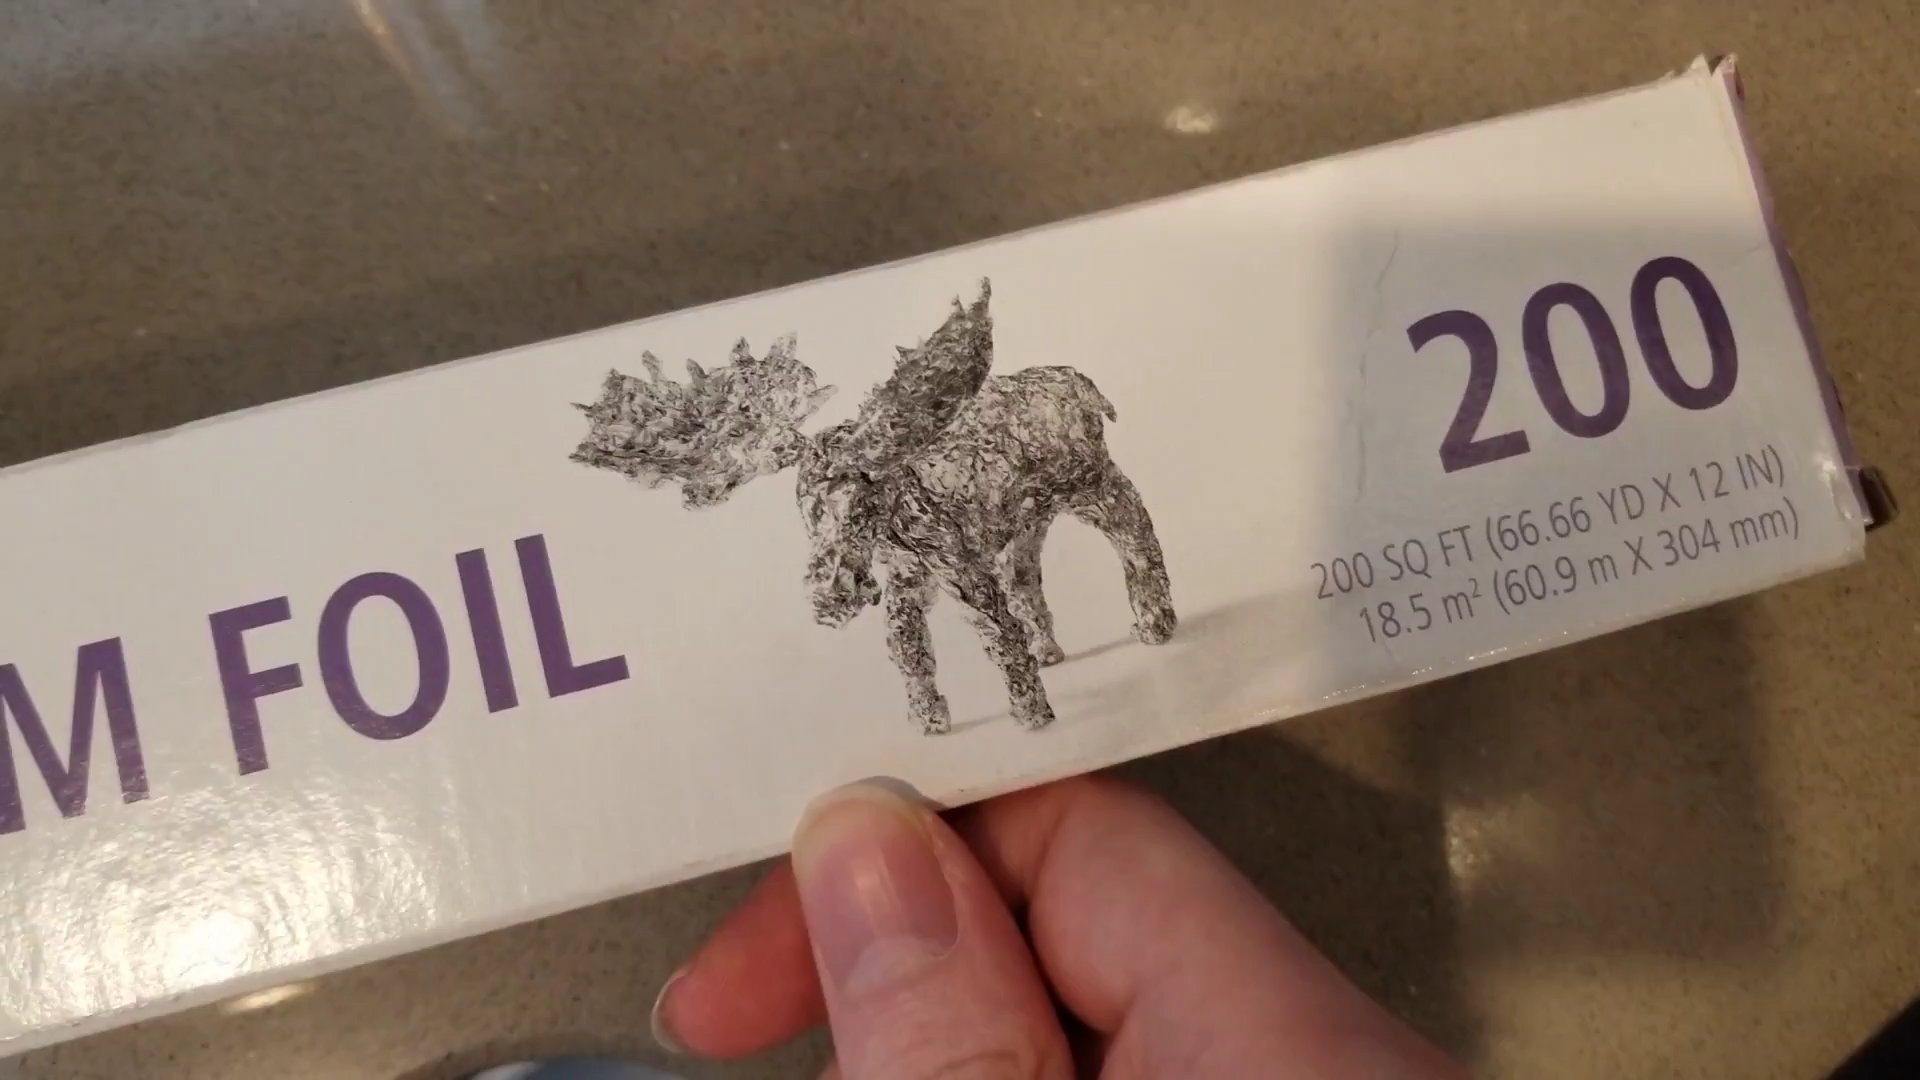 M FOIL
200
200 SQ FT (66.66 YD X 12 IN)
18.5 m² (60.9 m X 304 mm)